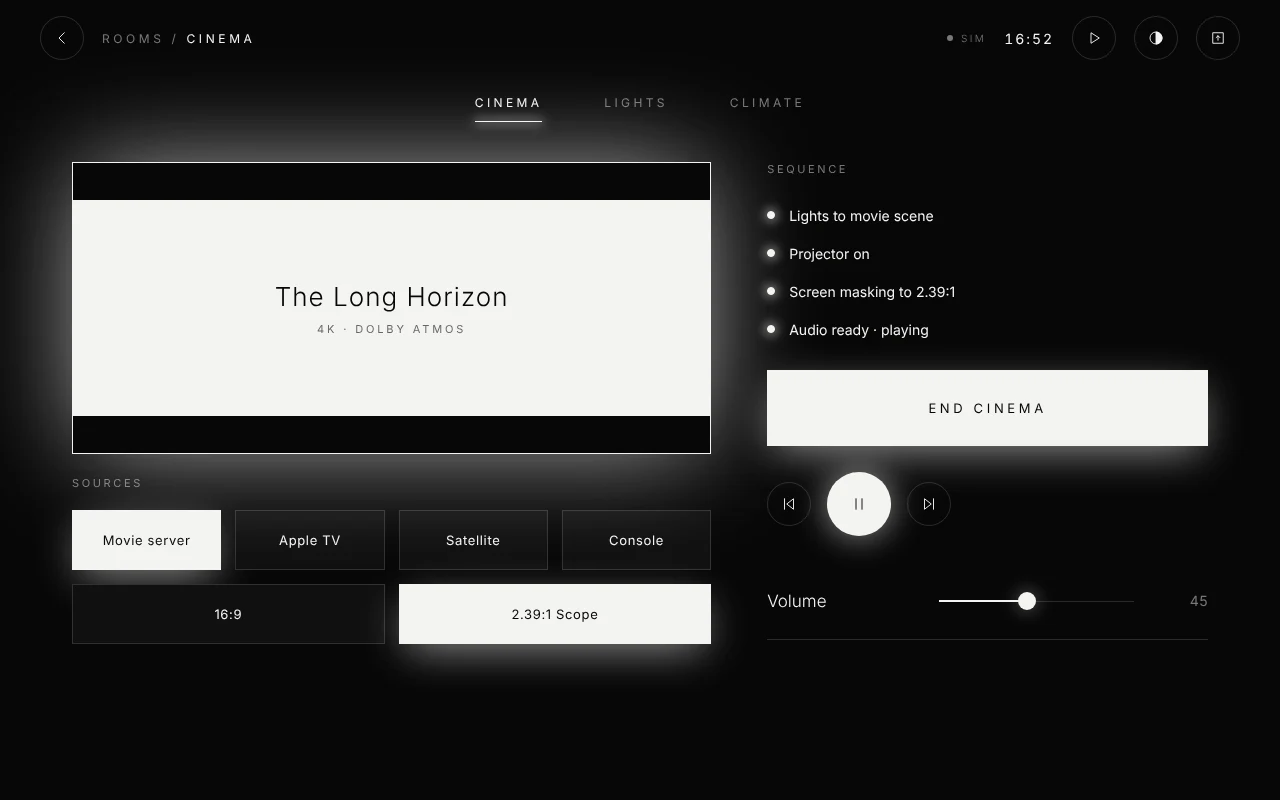 ROOMS / CINEMA
SIM 16:52
CINEMA LIGHTS CLIMATE
The Long Horizon
4K · DOLBY ATMOS
SOURCES
Movie server Apple TV Satellite Console
16:9 2.39:1 Scope
SEQUENCE
Lights to movie scene
Projector on
Screen masking to 2.39:1
Audio ready · playing
END CINEMA
Volume 45